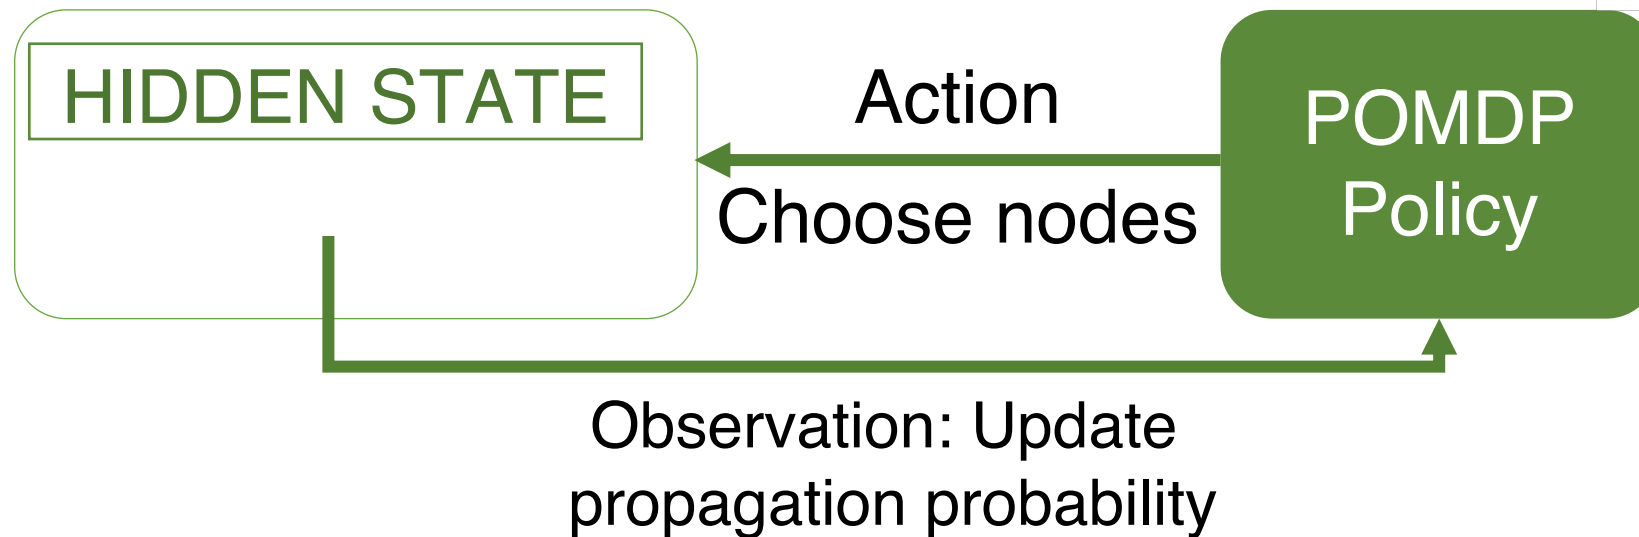 HIDDEN STATE
Action
Choose nodes
POMDP
Policy
Observation: Update
propagation probability